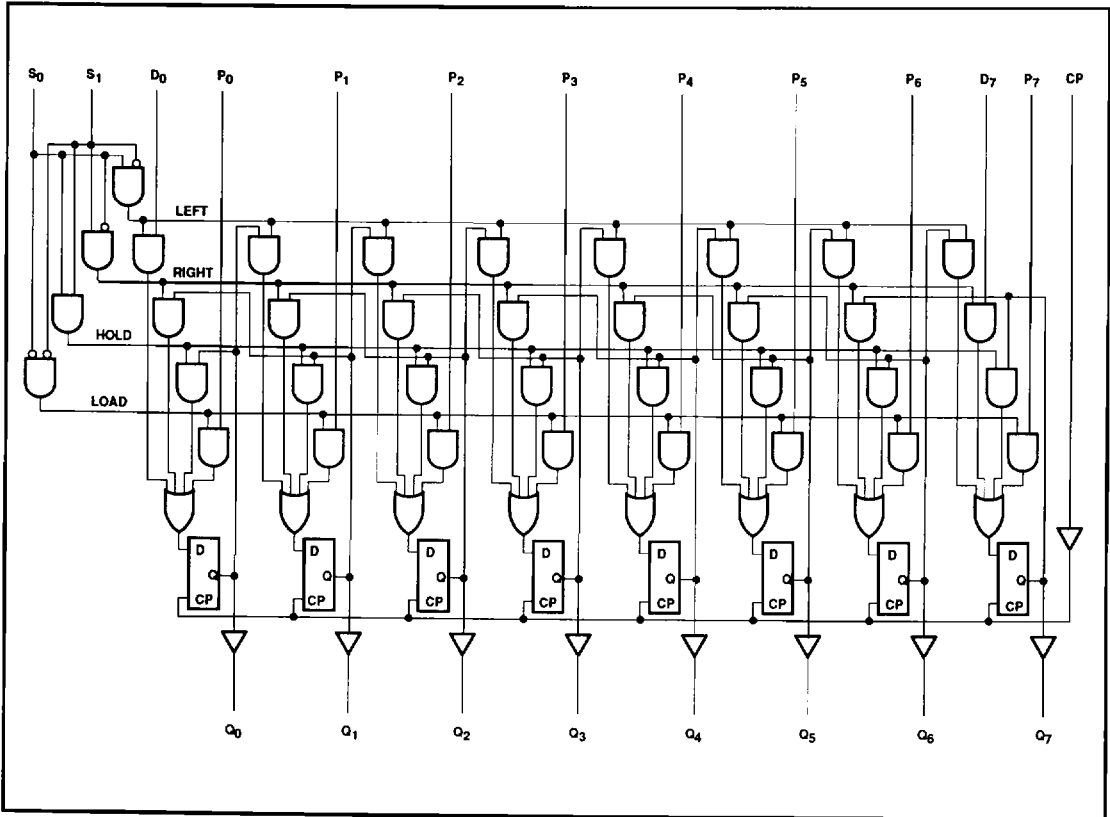 S0 S1 D0 P0 P1 P2 P3 P4 P5 P6 D7 P7 CP
LEFT
RIGHT
HOLD
LOAD
D D D D D D D D
Q Q Q Q Q Q Q Q
CP CP CP CP CP CP CP CP
Q0 Q1 Q2 Q3 Q4 Q5 Q6 Q7